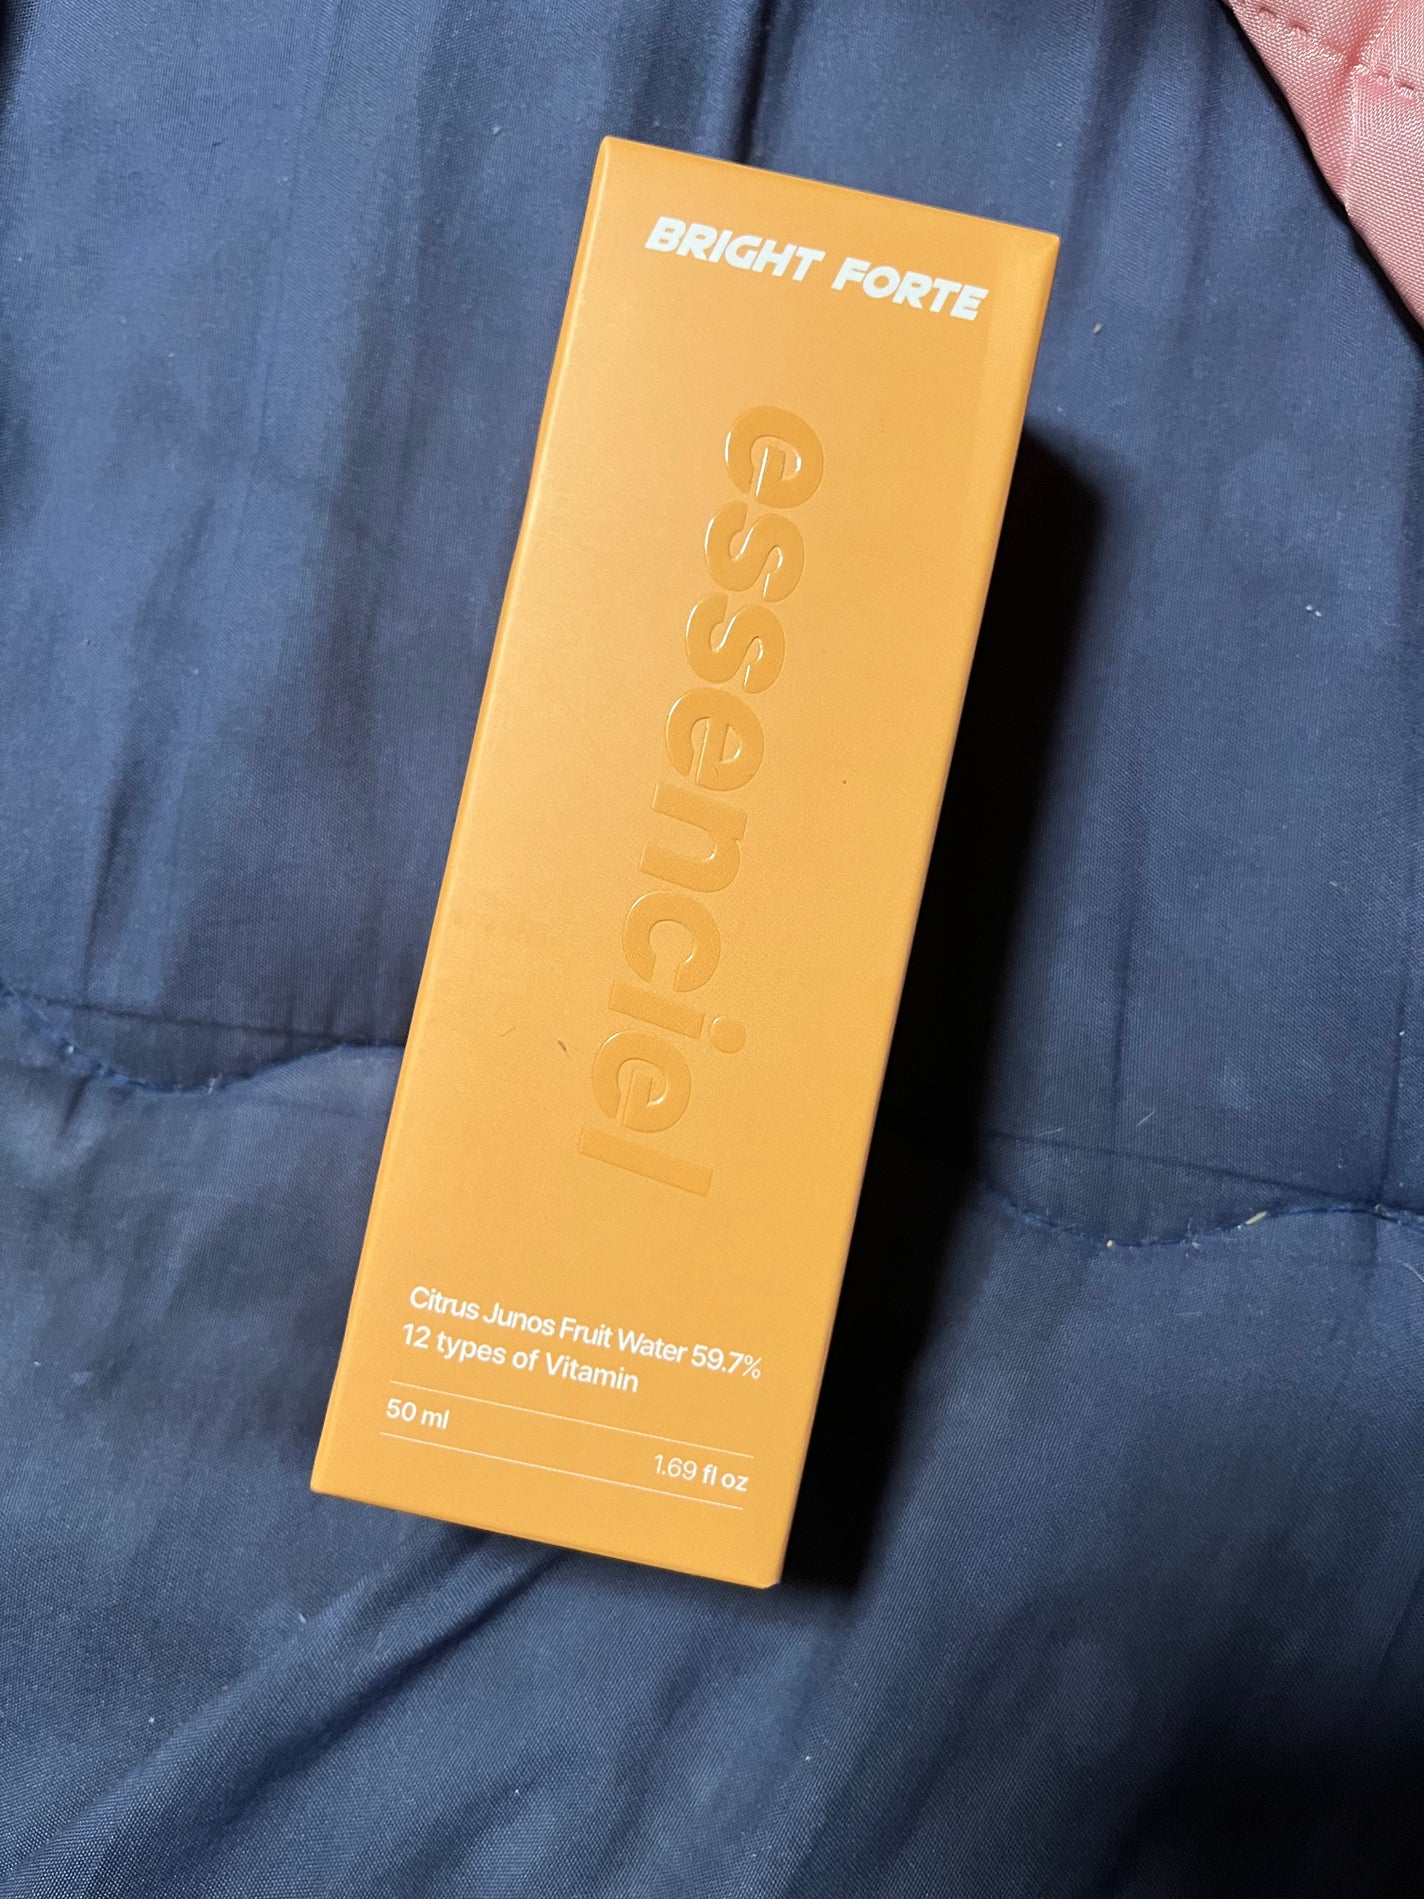 BRIGHT FORTE
essenciel
Citrus Junos Fruit Water 59.7%
12 types of Vitamin
50 ml
1.69 fl oz